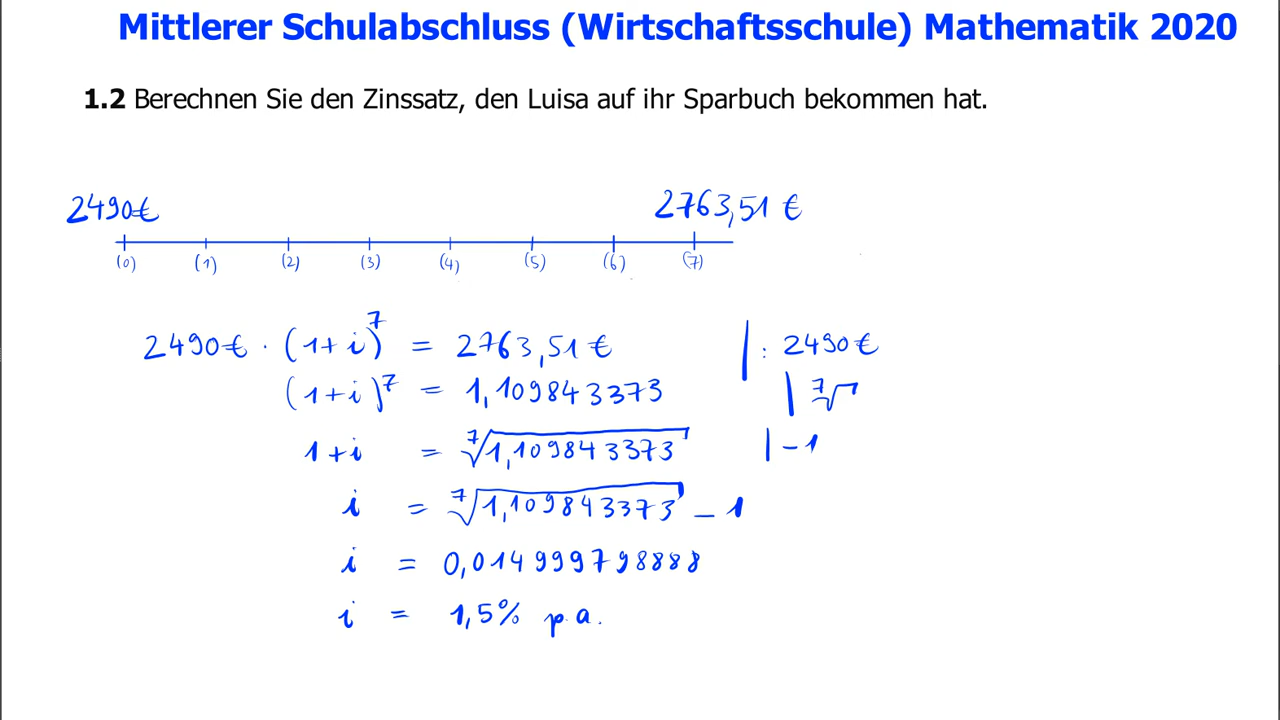 Mittlerer Schulabschluss (Wirtschaftsschule) Mathematik 2020
1.2 Berechnen Sie den Zinssatz, den Luisa auf ihr Sparbuch bekommen hat.
2490€ 2763,51 €
(0) (1) (2) (3) (4) (5) (6) (7)
2490€ · (1+i)⁷ = 2763,51 € | : 2490€
(1+i)⁷ = 1,109843373 | ⁷√
1+i = ⁷√1,109843373 | -1
i = ⁷√1,109843373 - 1
i = 0,014999798888
i = 1,5% p.a.